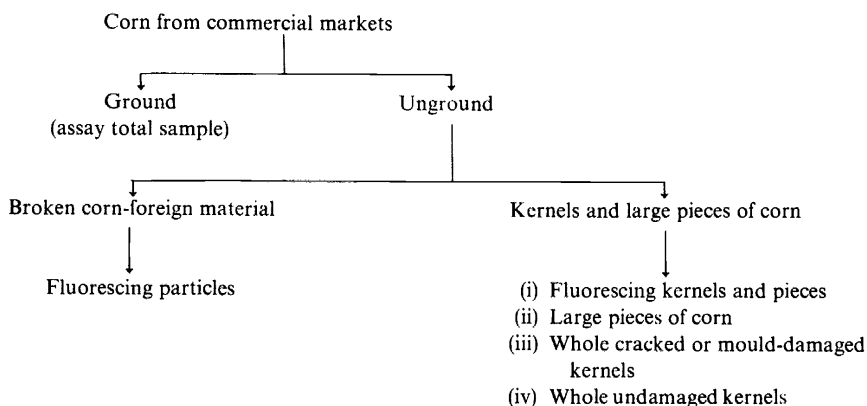 Corn from commercial markets
Ground
(assay total sample)
Unground
Broken corn-foreign material
Kernels and large pieces of corn
Fluorescing particles
(i) Fluorescing kernels and pieces
(ii) Large pieces of corn
(iii) Whole cracked or mould-damaged
kernels
(iv) Whole undamaged kernels